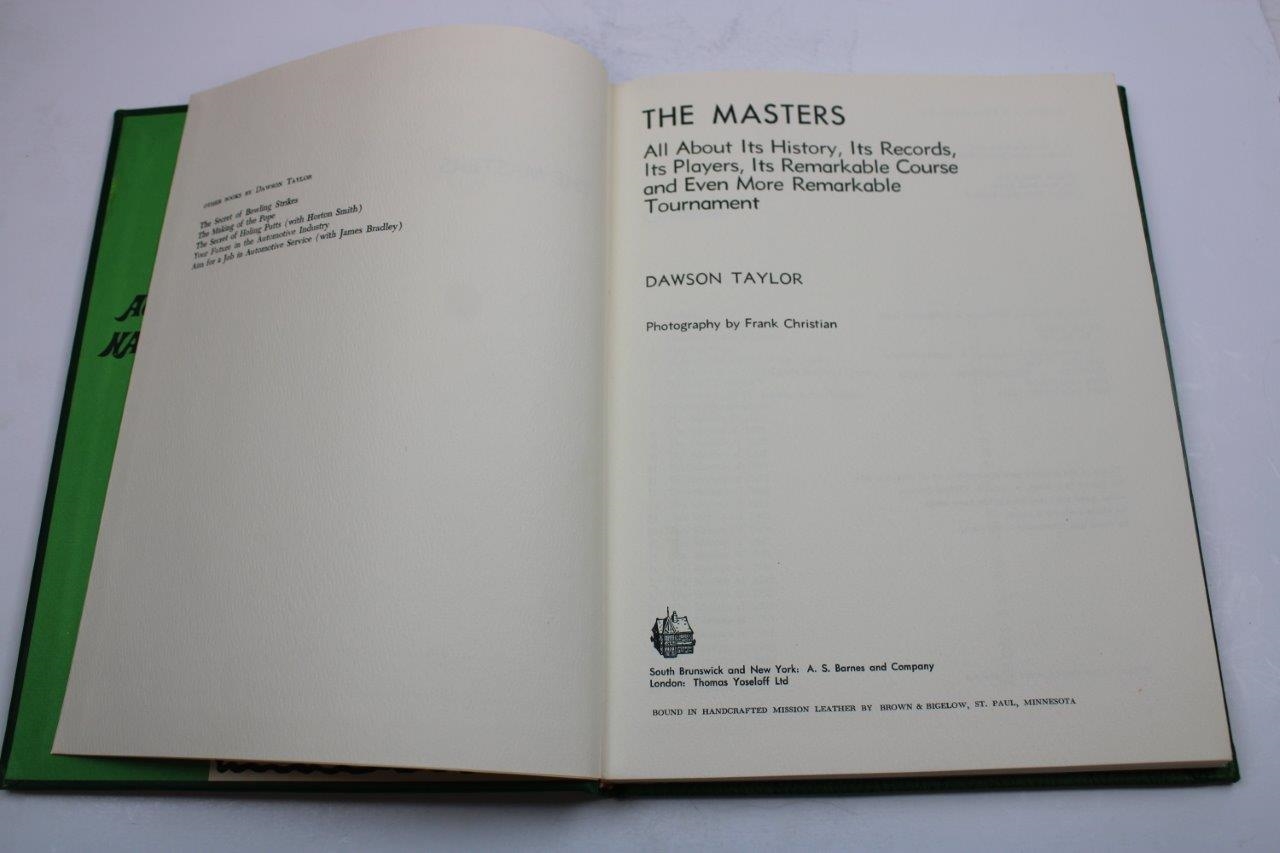 OTHER BOOKS BY DAWSON TAYLOR
The Secret of Bowling Strikes
The Making of the Pope
The Secret of Holing Putts (with Horton Smith)
Your Future in the Automotive Industry
Aim for a Job in Automotive Service (with James Bradley)
THE MASTERS
All About Its History, Its Records,
Its Players, Its Remarkable Course
and Even More Remarkable
Tournament
DAWSON TAYLOR
Photography by Frank Christian
South Brunswick and New York: A. S. Barnes and Company
London: Thomas Yoseloff Ltd
BOUND IN HANDCRAFTED MISSION LEATHER BY BROWN & BIGELOW, ST. PAUL, MINNESOTA